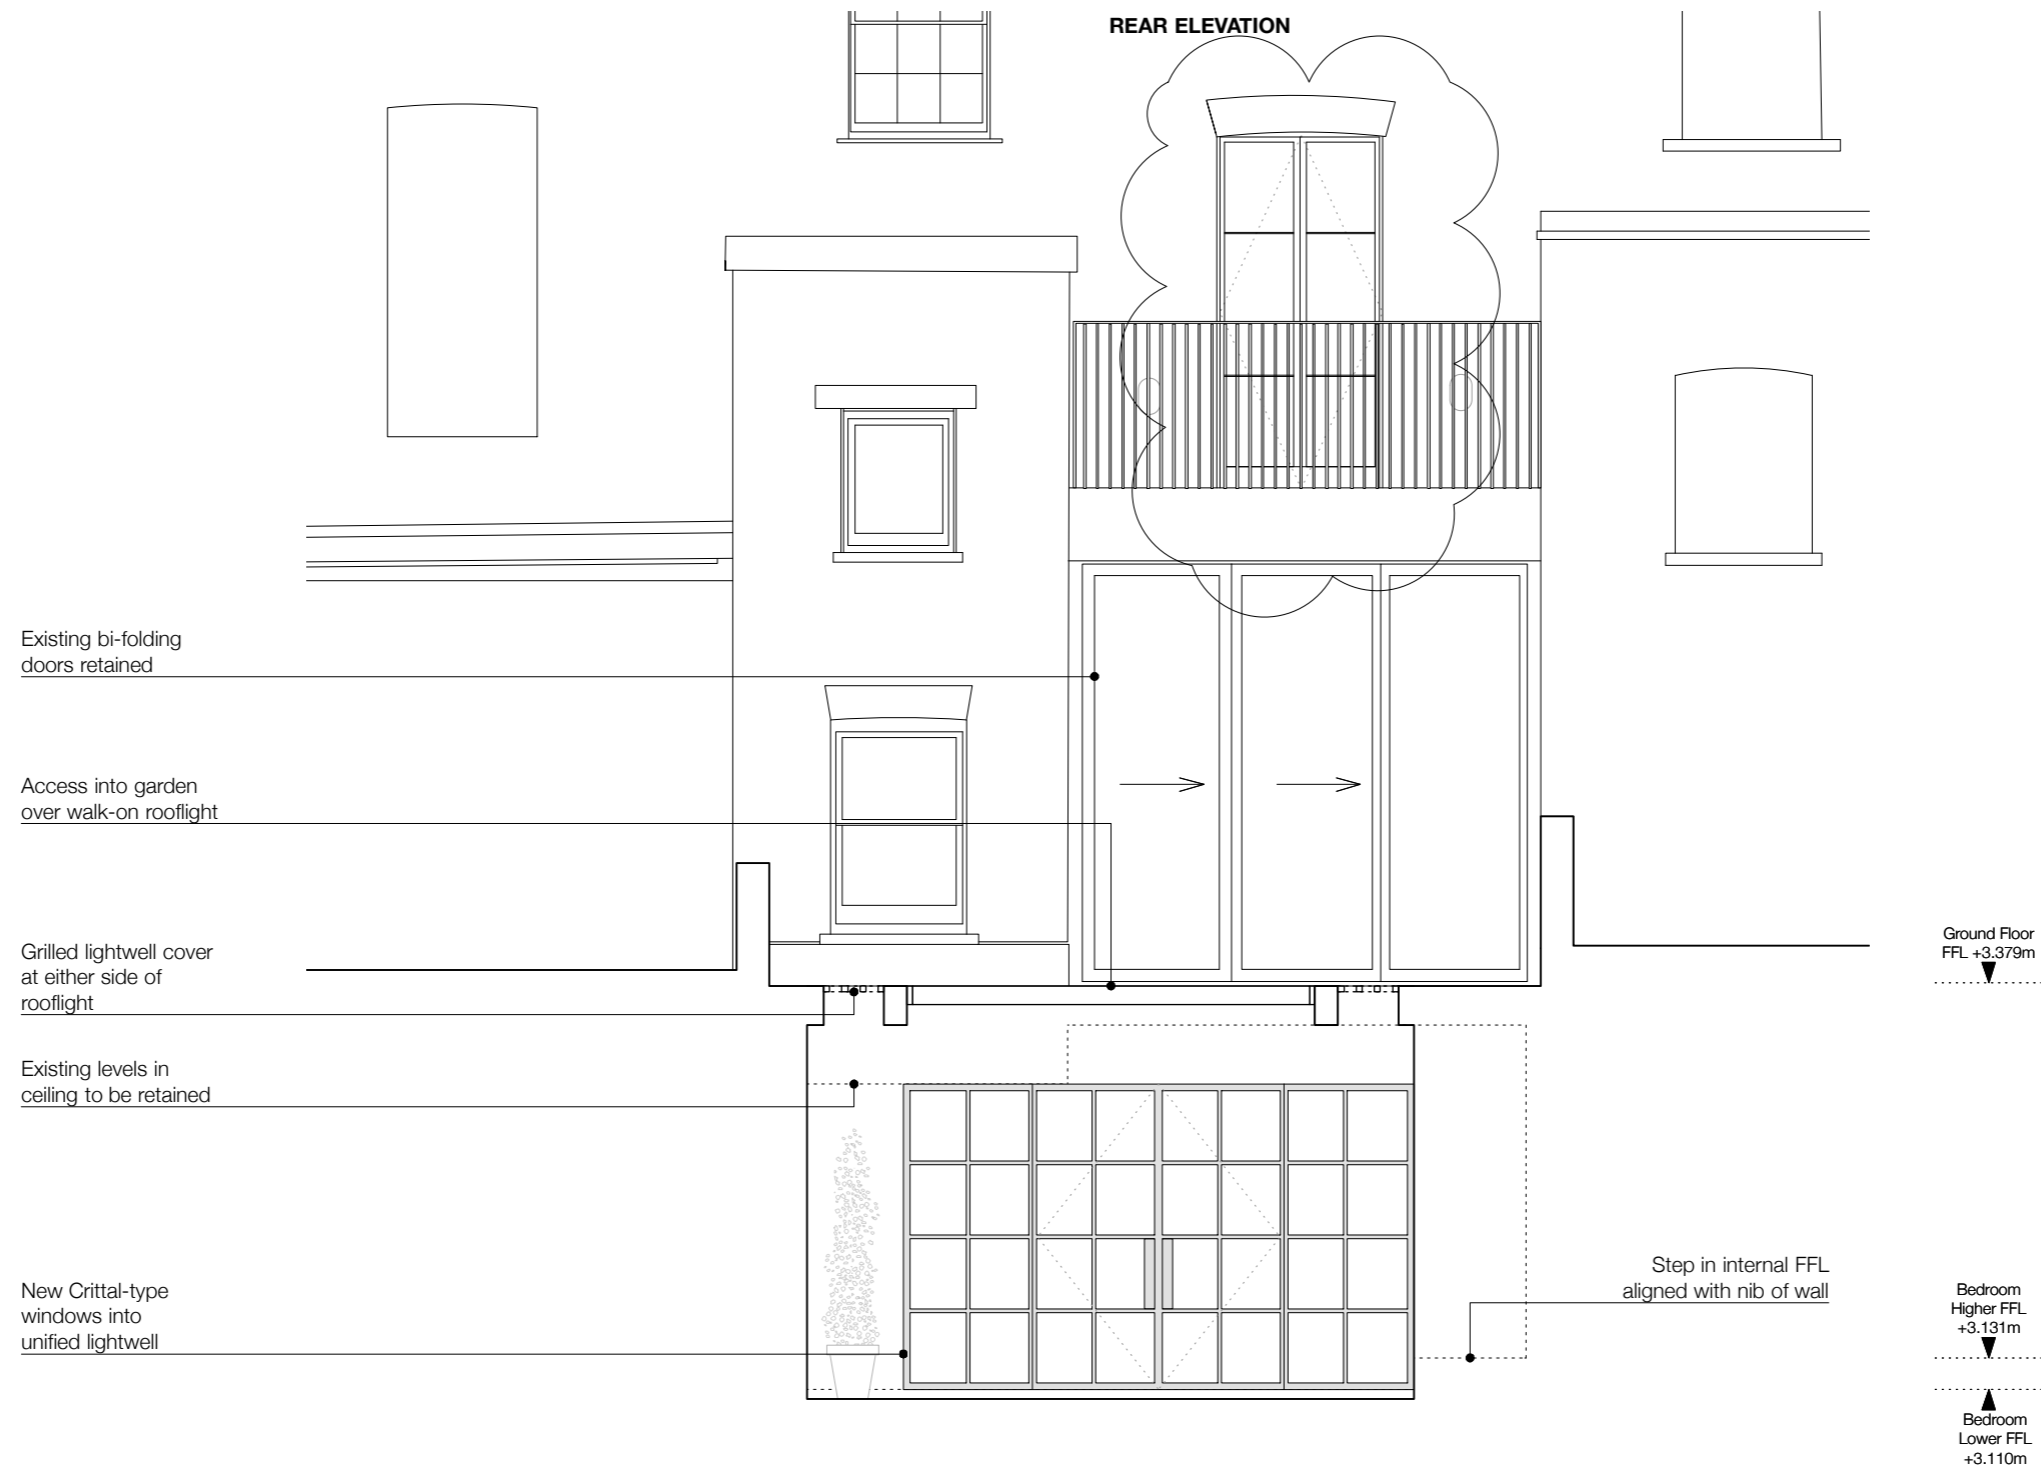 REAR ELEVATION
Existing bi-folding
doors retained
Access into garden
over walk-on rooflight
Grilled lightwell cover
at either side of
rooflight
Existing levels in
ceiling to be retained
New Crittal-type
windows into
unified lightwell
Step in internal FFL
aligned with nib of wall
Ground Floor
FFL +3.379m
Bedroom
Higher FFL
+3.131m
Bedroom
Lower FFL
+3.110m